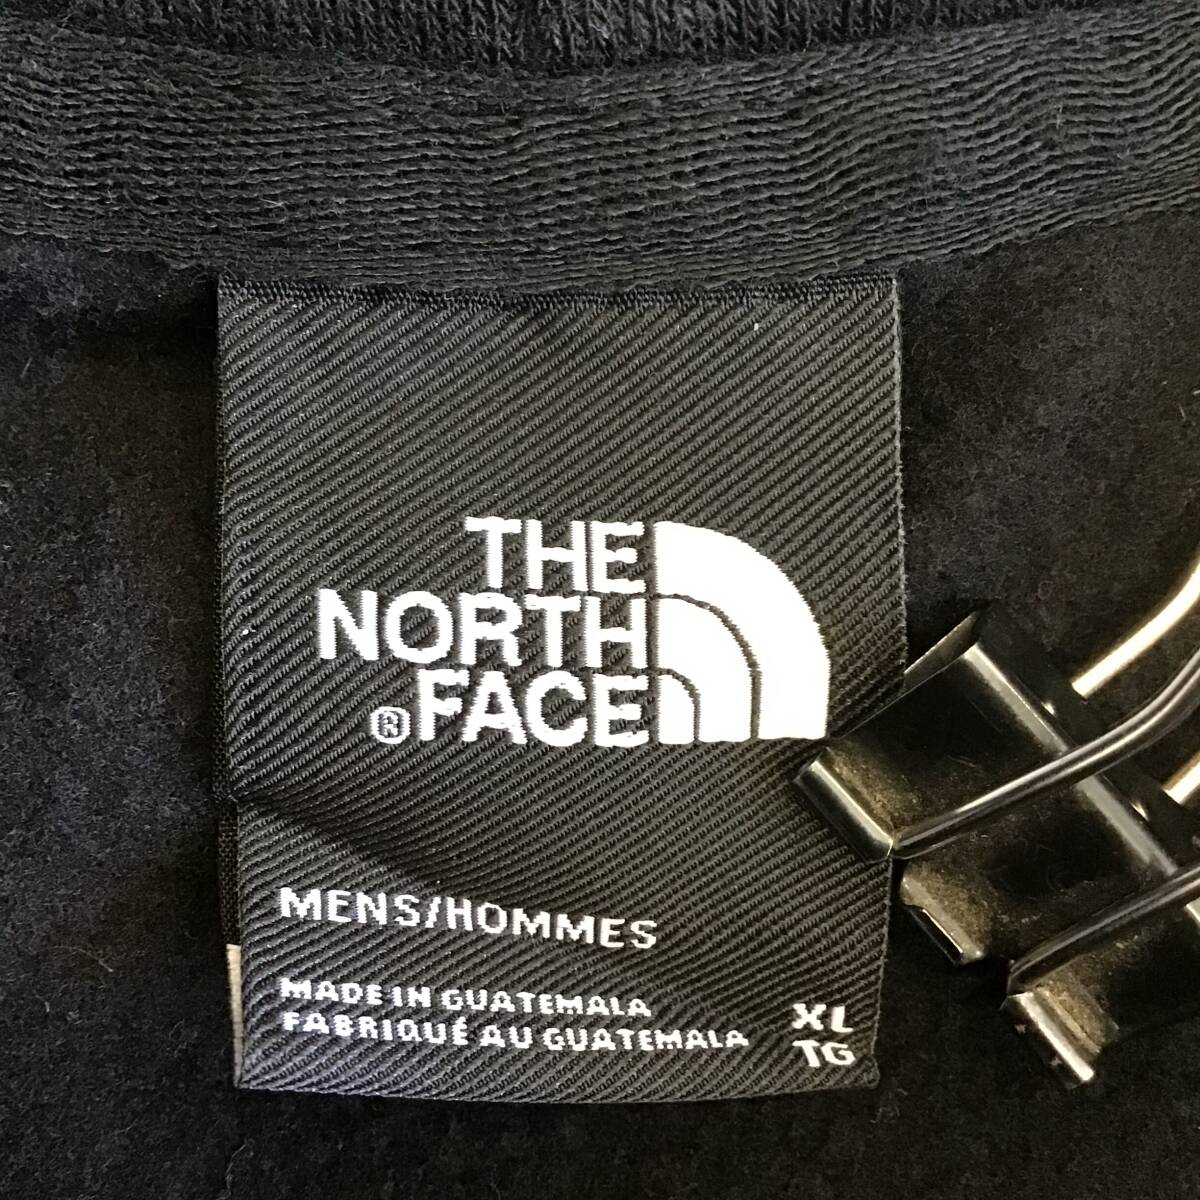 THE
NORTH
®FACE
MENS/HOMMES
MADE IN GUATEMALA
FABRIQUÉ AU GUATEMALA
XL
TG